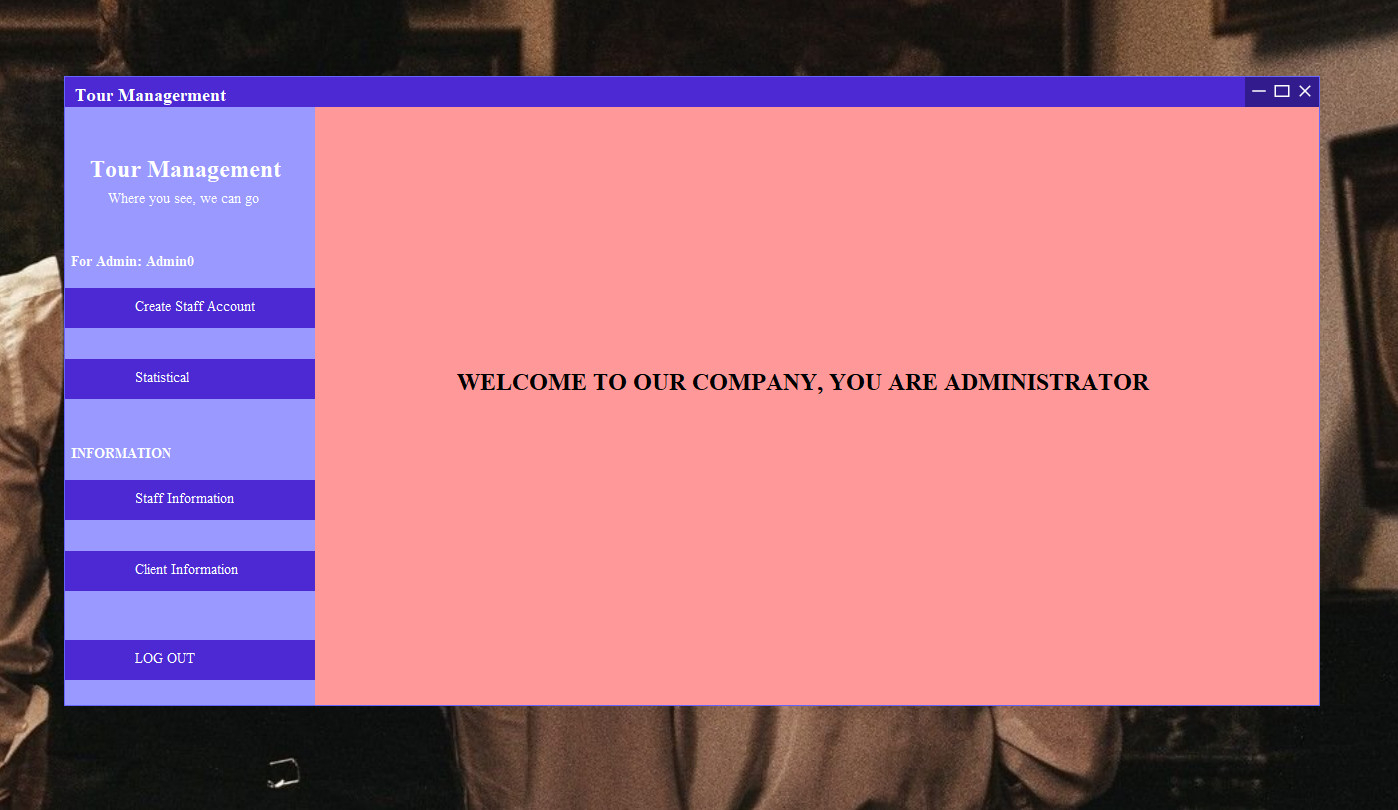 Tour Managerment
Tour Management
Where you see, we can go
For Admin: Admin0
Create Staff Account
Statistical
INFORMATION
Staff Information
Client Information
LOG OUT
WELCOME TO OUR COMPANY, YOU ARE ADMINISTRATOR